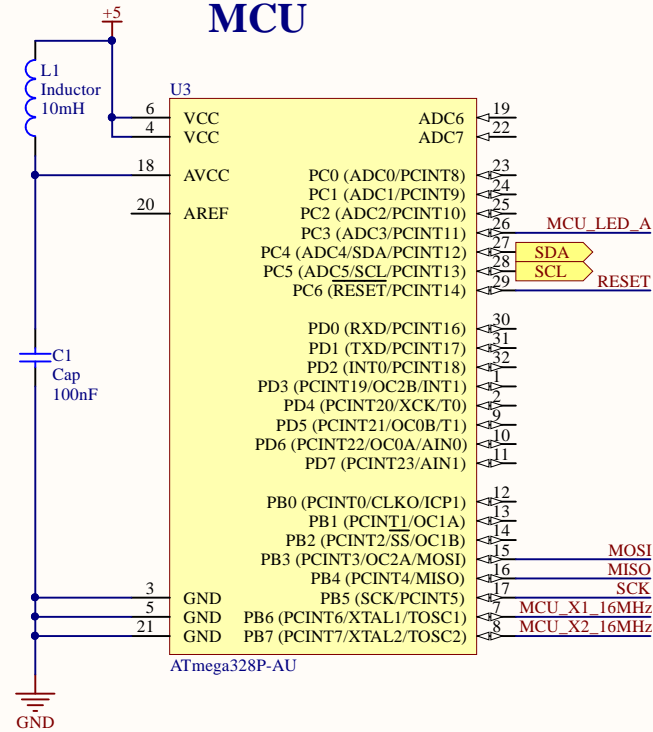 +5
MCU
L1
Inductor
10mH
U3
6 VCC
4 VCC
18 AVCC
20 AREF
ADC6 19
ADC7 22
PC0 (ADC0/PCINT8) 23
PC1 (ADC1/PCINT9) 24
PC2 (ADC2/PCINT10) 25
PC3 (ADC3/PCINT11) 26 MCU_LED_A
PC4 (ADC4/SDA/PCINT12) 27 SDA
PC5 (ADC5/SCL/PCINT13) 28 SCL
PC6 (RESET/PCINT14) 29 RESET
PD0 (RXD/PCINT16) 30
PD1 (TXD/PCINT17) 31
PD2 (INT0/PCINT18) 32
PD3 (PCINT19/OC2B/INT1) 1
PD4 (PCINT20/XCK/T0) 2
PD5 (PCINT21/OC0B/T1) 9
PD6 (PCINT22/OC0A/AIN0) 10
PD7 (PCINT23/AIN1) 11
C1
Cap
100nF
PB0 (PCINT0/CLKO/ICP1) 12
PB1 (PCINT1/OC1A) 13
PB2 (PCINT2/SS/OC1B) 14
PB3 (PCINT3/OC2A/MOSI) 15 MOSI
PB4 (PCINT4/MISO) 16 MISO
3 GND PB5 (SCK/PCINT5) 17 SCK
5 GND PB6 (PCINT6/XTAL1/TOSC1) 7 MCU_X1_16MHz
21 GND PB7 (PCINT7/XTAL2/TOSC2) 8 MCU_X2_16MHz
ATmega328P-AU
GND